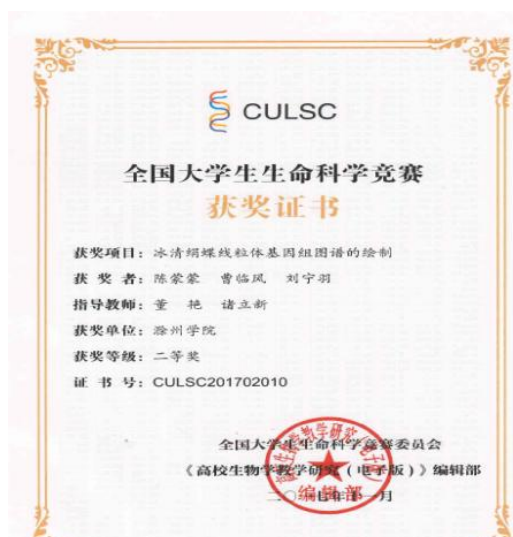 CULSC
全国大学生生命科学竞赛
获奖证书
获奖项目：冰清绢蝶线粒体基因组图谱的绘制
获奖者：陈蒙蒙 曹临风 刘宁羽
指导教师：董艳 诸立新
获奖单位：滁州学院
获奖等级：二等奖
证书号：CULSC201702010
全国大学生生命科学竞赛委员会
《高校生物学教学研究（电子版）》编辑部
二〇一七年十一月
编辑部